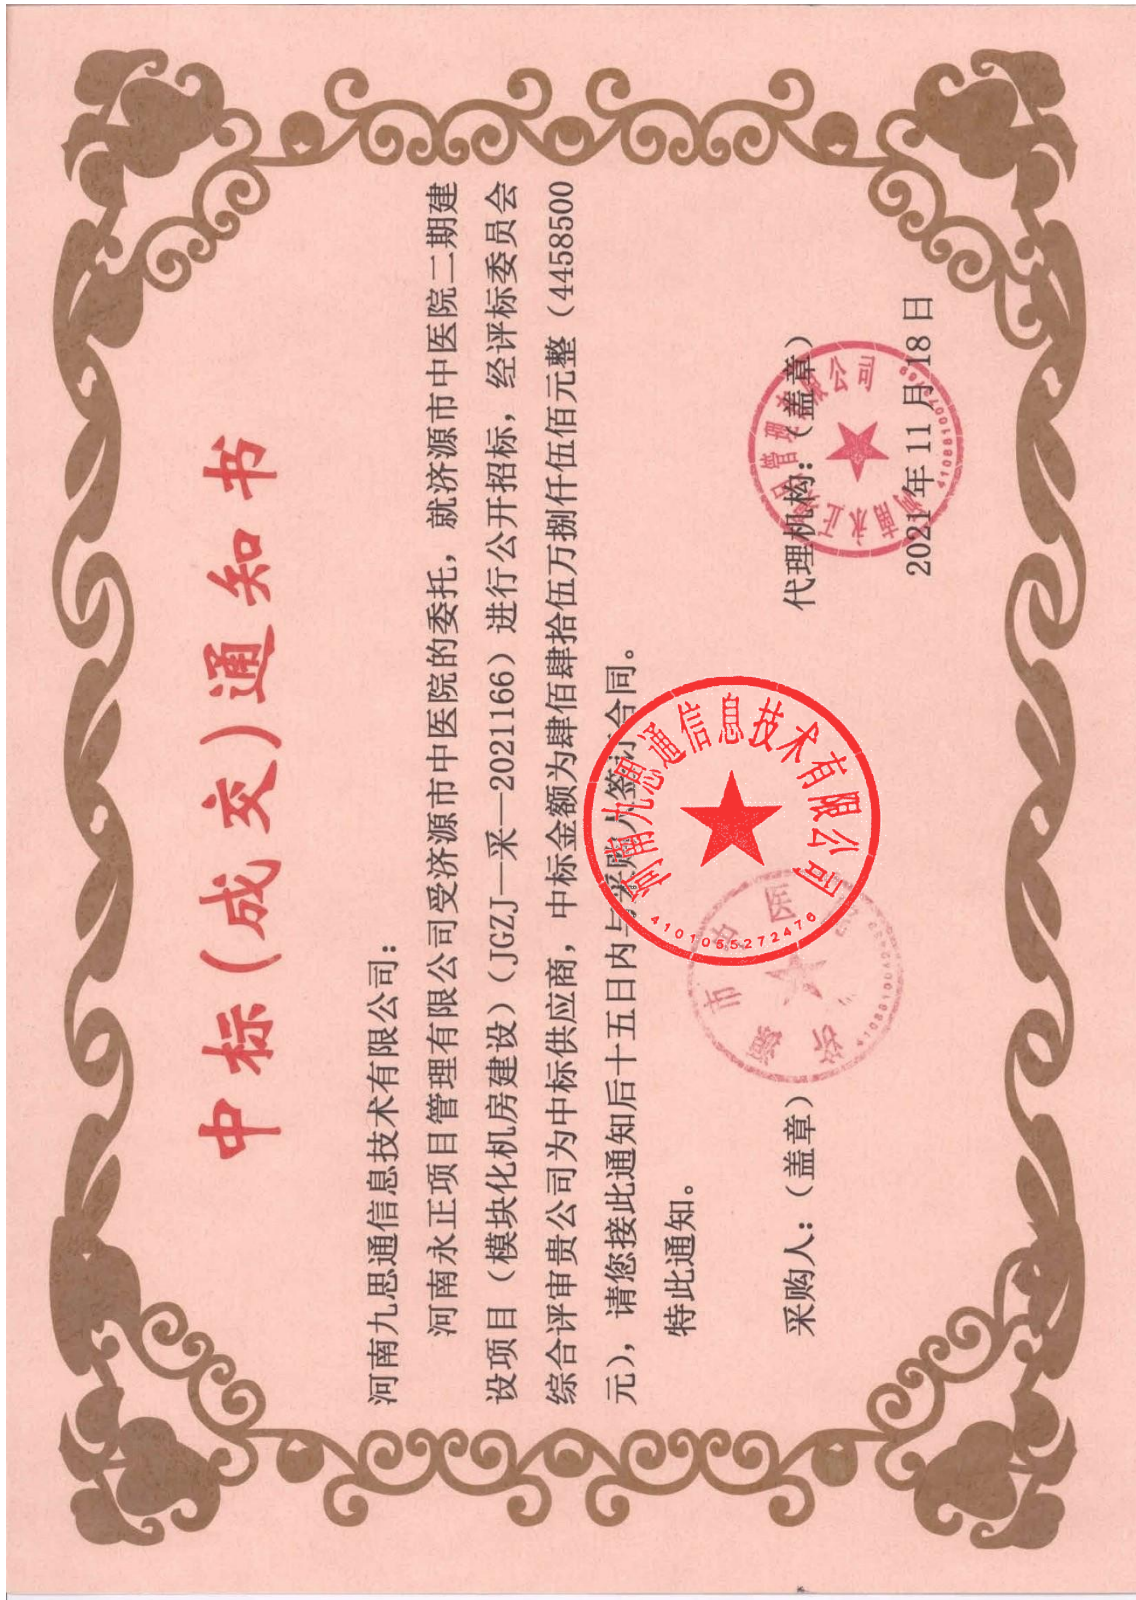 中标(成交)通知书
河南九思通信息技术有限公司：
河南永正项目管理有限公司受济源市中医院的委托，就济源市中医院二期建
设项目（模块化机房建设）（JGZJ—采—2021166）进行公开招标，经评标委员会
综合评审贵公司为中标供应商，中标金额为肆佰肆拾伍万捌仟伍佰元整（4458500
元），请您接此通知后十五日内与采购人签订合同。
特此通知。
采购人：（盖章）
代理机构：（盖章）
2021年11月18日
河南九思通信息技术有限公司
4101055272476